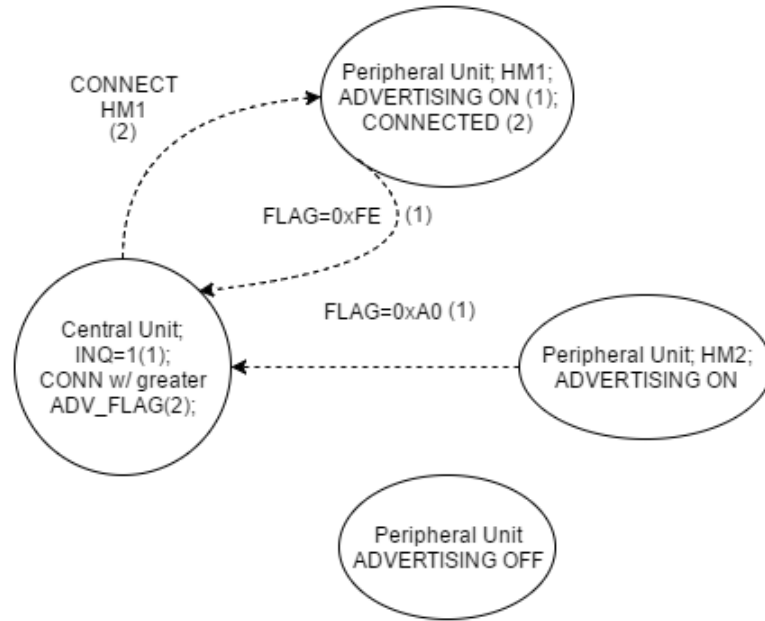 CONNECT
HM1
(2)
Peripheral Unit; HM1;
ADVERTISING ON (1);
CONNECTED (2)
FLAG=0xFE (1)
FLAG=0xA0 (1)
Central Unit;
INQ=1(1);
CONN w/ greater
ADV_FLAG(2);
Peripheral Unit; HM2;
ADVERTISING ON
Peripheral Unit
ADVERTISING OFF